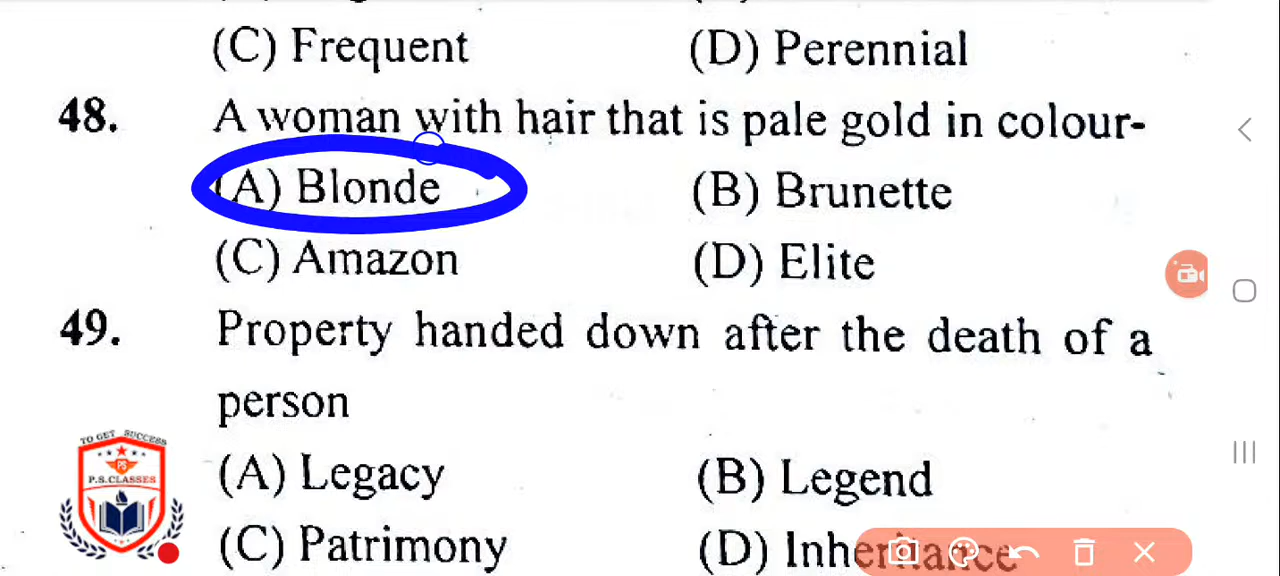 (C) Frequent (D) Perennial
48. A woman with hair that is pale gold in colour-
(A) Blonde (B) Brunette
(C) Amazon (D) Elite
49. Property handed down after the death of a
person
TO GET SUCCESS
PS
P.S.CLASSES
(A) Legacy (B) Legend
(C) Patrimony (D) Inheritance